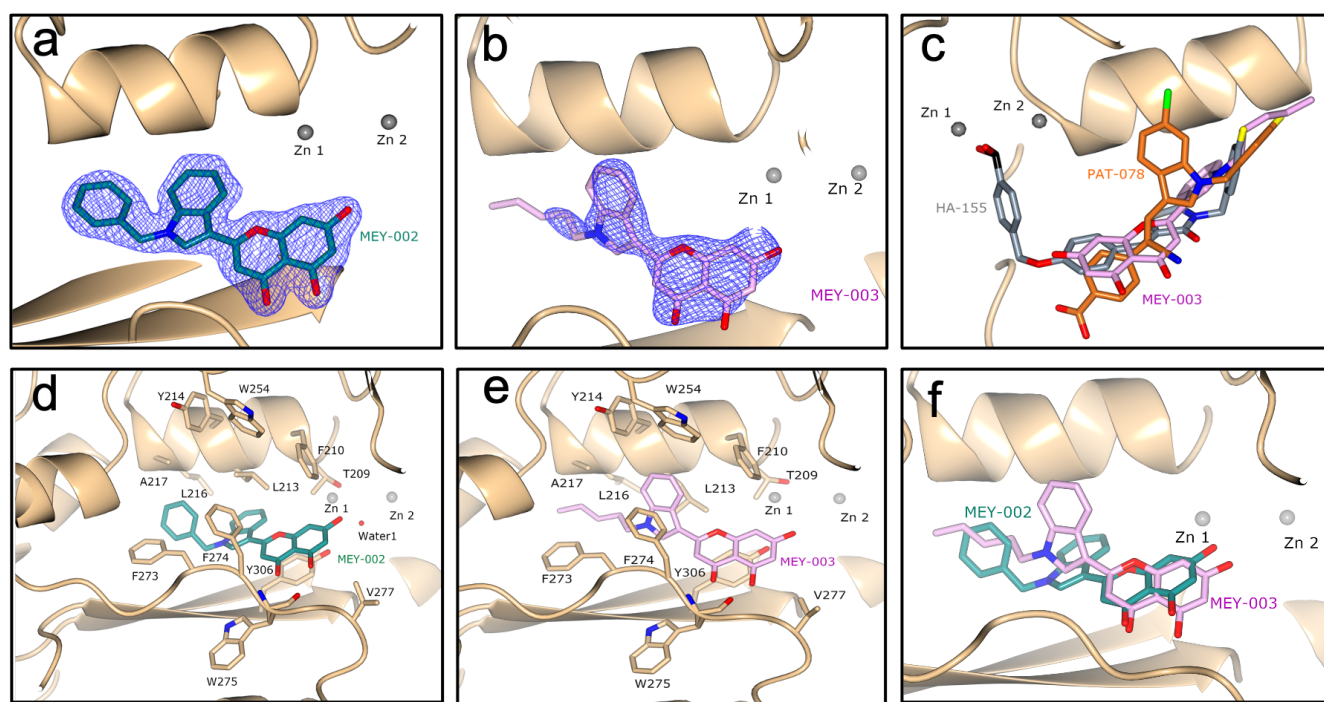 a
Zn 1
Zn 2
MEY-002
b
Zn 1
Zn 2
MEY-003
c
Zn 1
Zn 2
PAT-078
HA-155
MEY-003
d
W254
Y214
F210
T209
A217
L213
L216
Zn 1
Zn 2
Water1
MEY-002
F273
F274
Y306
V277
W275
e
W254
Y214
F210
T209
A217
L216
L213
Zn 1
Zn 2
MEY-003
F273
F274
Y306
V277
W275
f
MEY-002
Zn 1
Zn 2
MEY-003